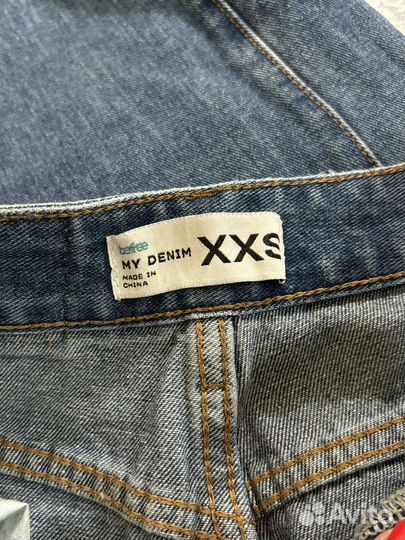 befree
MY DENIM XXS
MADE IN
CHINA
Avito